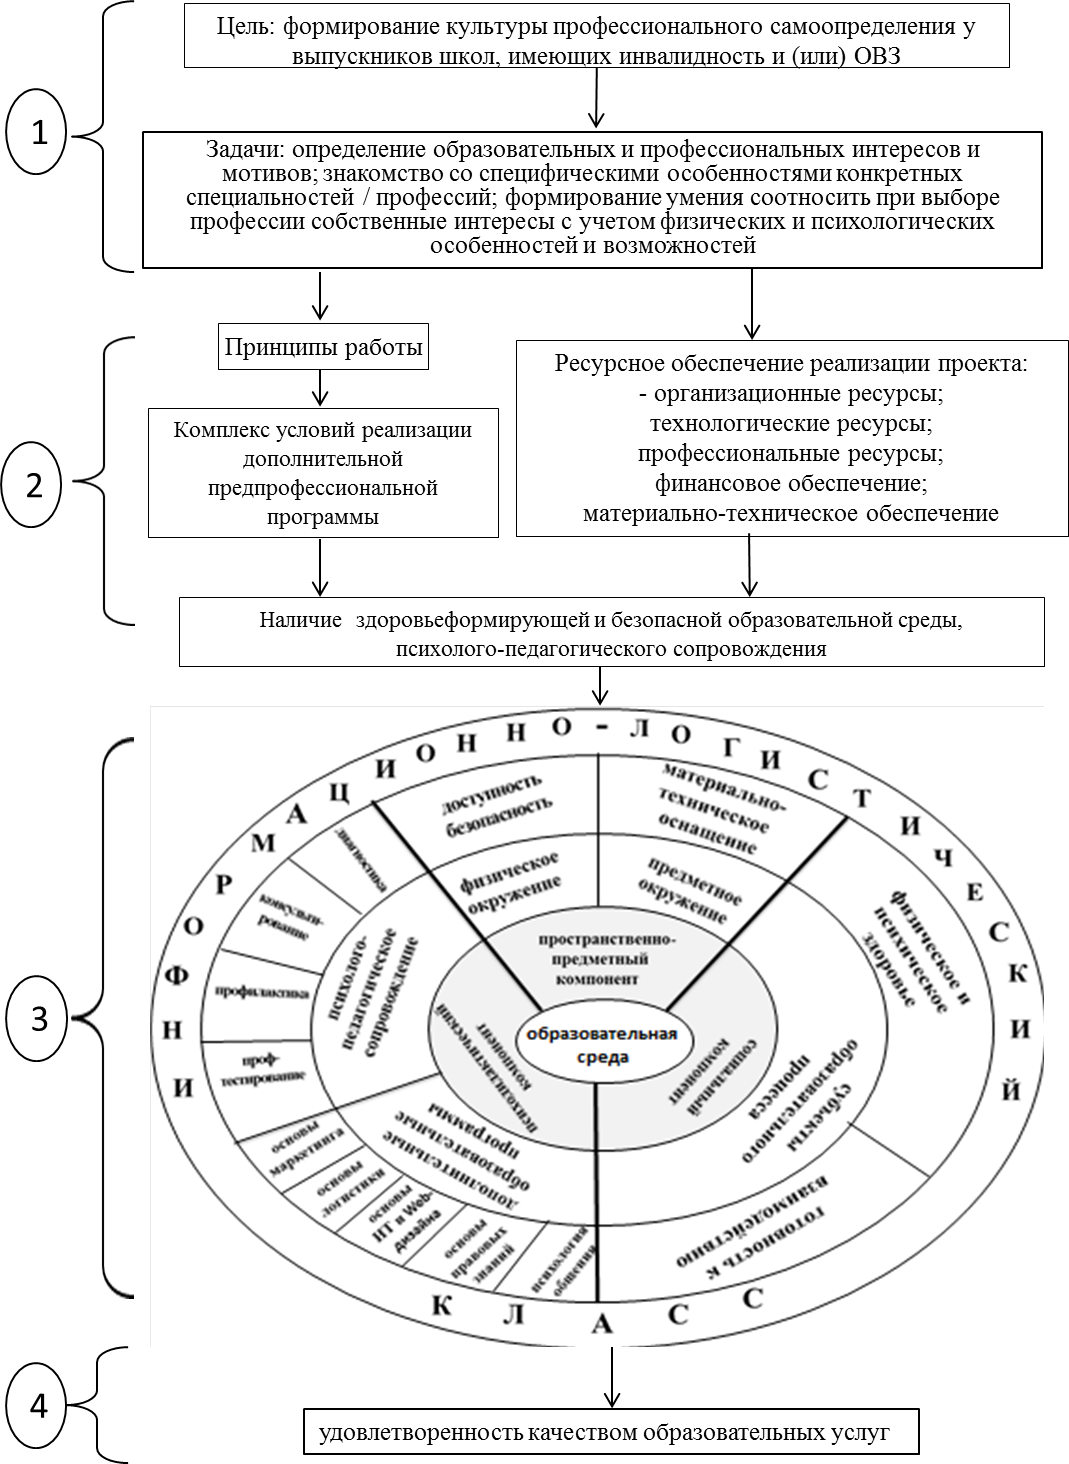 Цель: формирование культуры профессионального самоопределения у
выпускников школ, имеющих инвалидность и (или) ОВЗ
1
Задачи: определение образовательных и профессиональных интересов и
мотивов; знакомство со специфическими особенностями конкретных
специальностей / профессий; формирование умения соотносить при выборе
профессии собственные интересы с учетом физических и психологических
особенностей и возможностей
Принципы работы
Комплекс условий реализации
дополнительной
предпрофессиональной
программы
Ресурсное обеспечение реализации проекта:
- организационные ресурсы;
технологические ресурсы;
профессиональные ресурсы;
финансовое обеспечение;
материально-техническое обеспечение
2
Наличие здоровьеформирующей и безопасной образовательной среды,
психолого-педагогического сопровождения
3
ИНФОРМАЦИОННО-ЛОГИСТИЧЕСКИЙ
КЛАСС
доступность
безопасность
материально-
техническое
оснащение
физическое
окружение
предметное
окружение
пространственно-
предметный
компонент
образовательная
среда
социальный
компонент
психодидактический
компонент
физическое и
психическое
здоровье
субъекты
образовательного
процесса
готовность к
взаимодействию
психолого-
педагогическое
сопровождение
диагностика
консульти-
рование
профилактика
проф-
тестирование
дополнительные
образовательные
программы
основы
маркетинга
основы
логистики
основы
ИТ и Web-
дизайна
основы
правовых
знаний
психология
общения
4
удовлетворенность качеством образовательных услуг